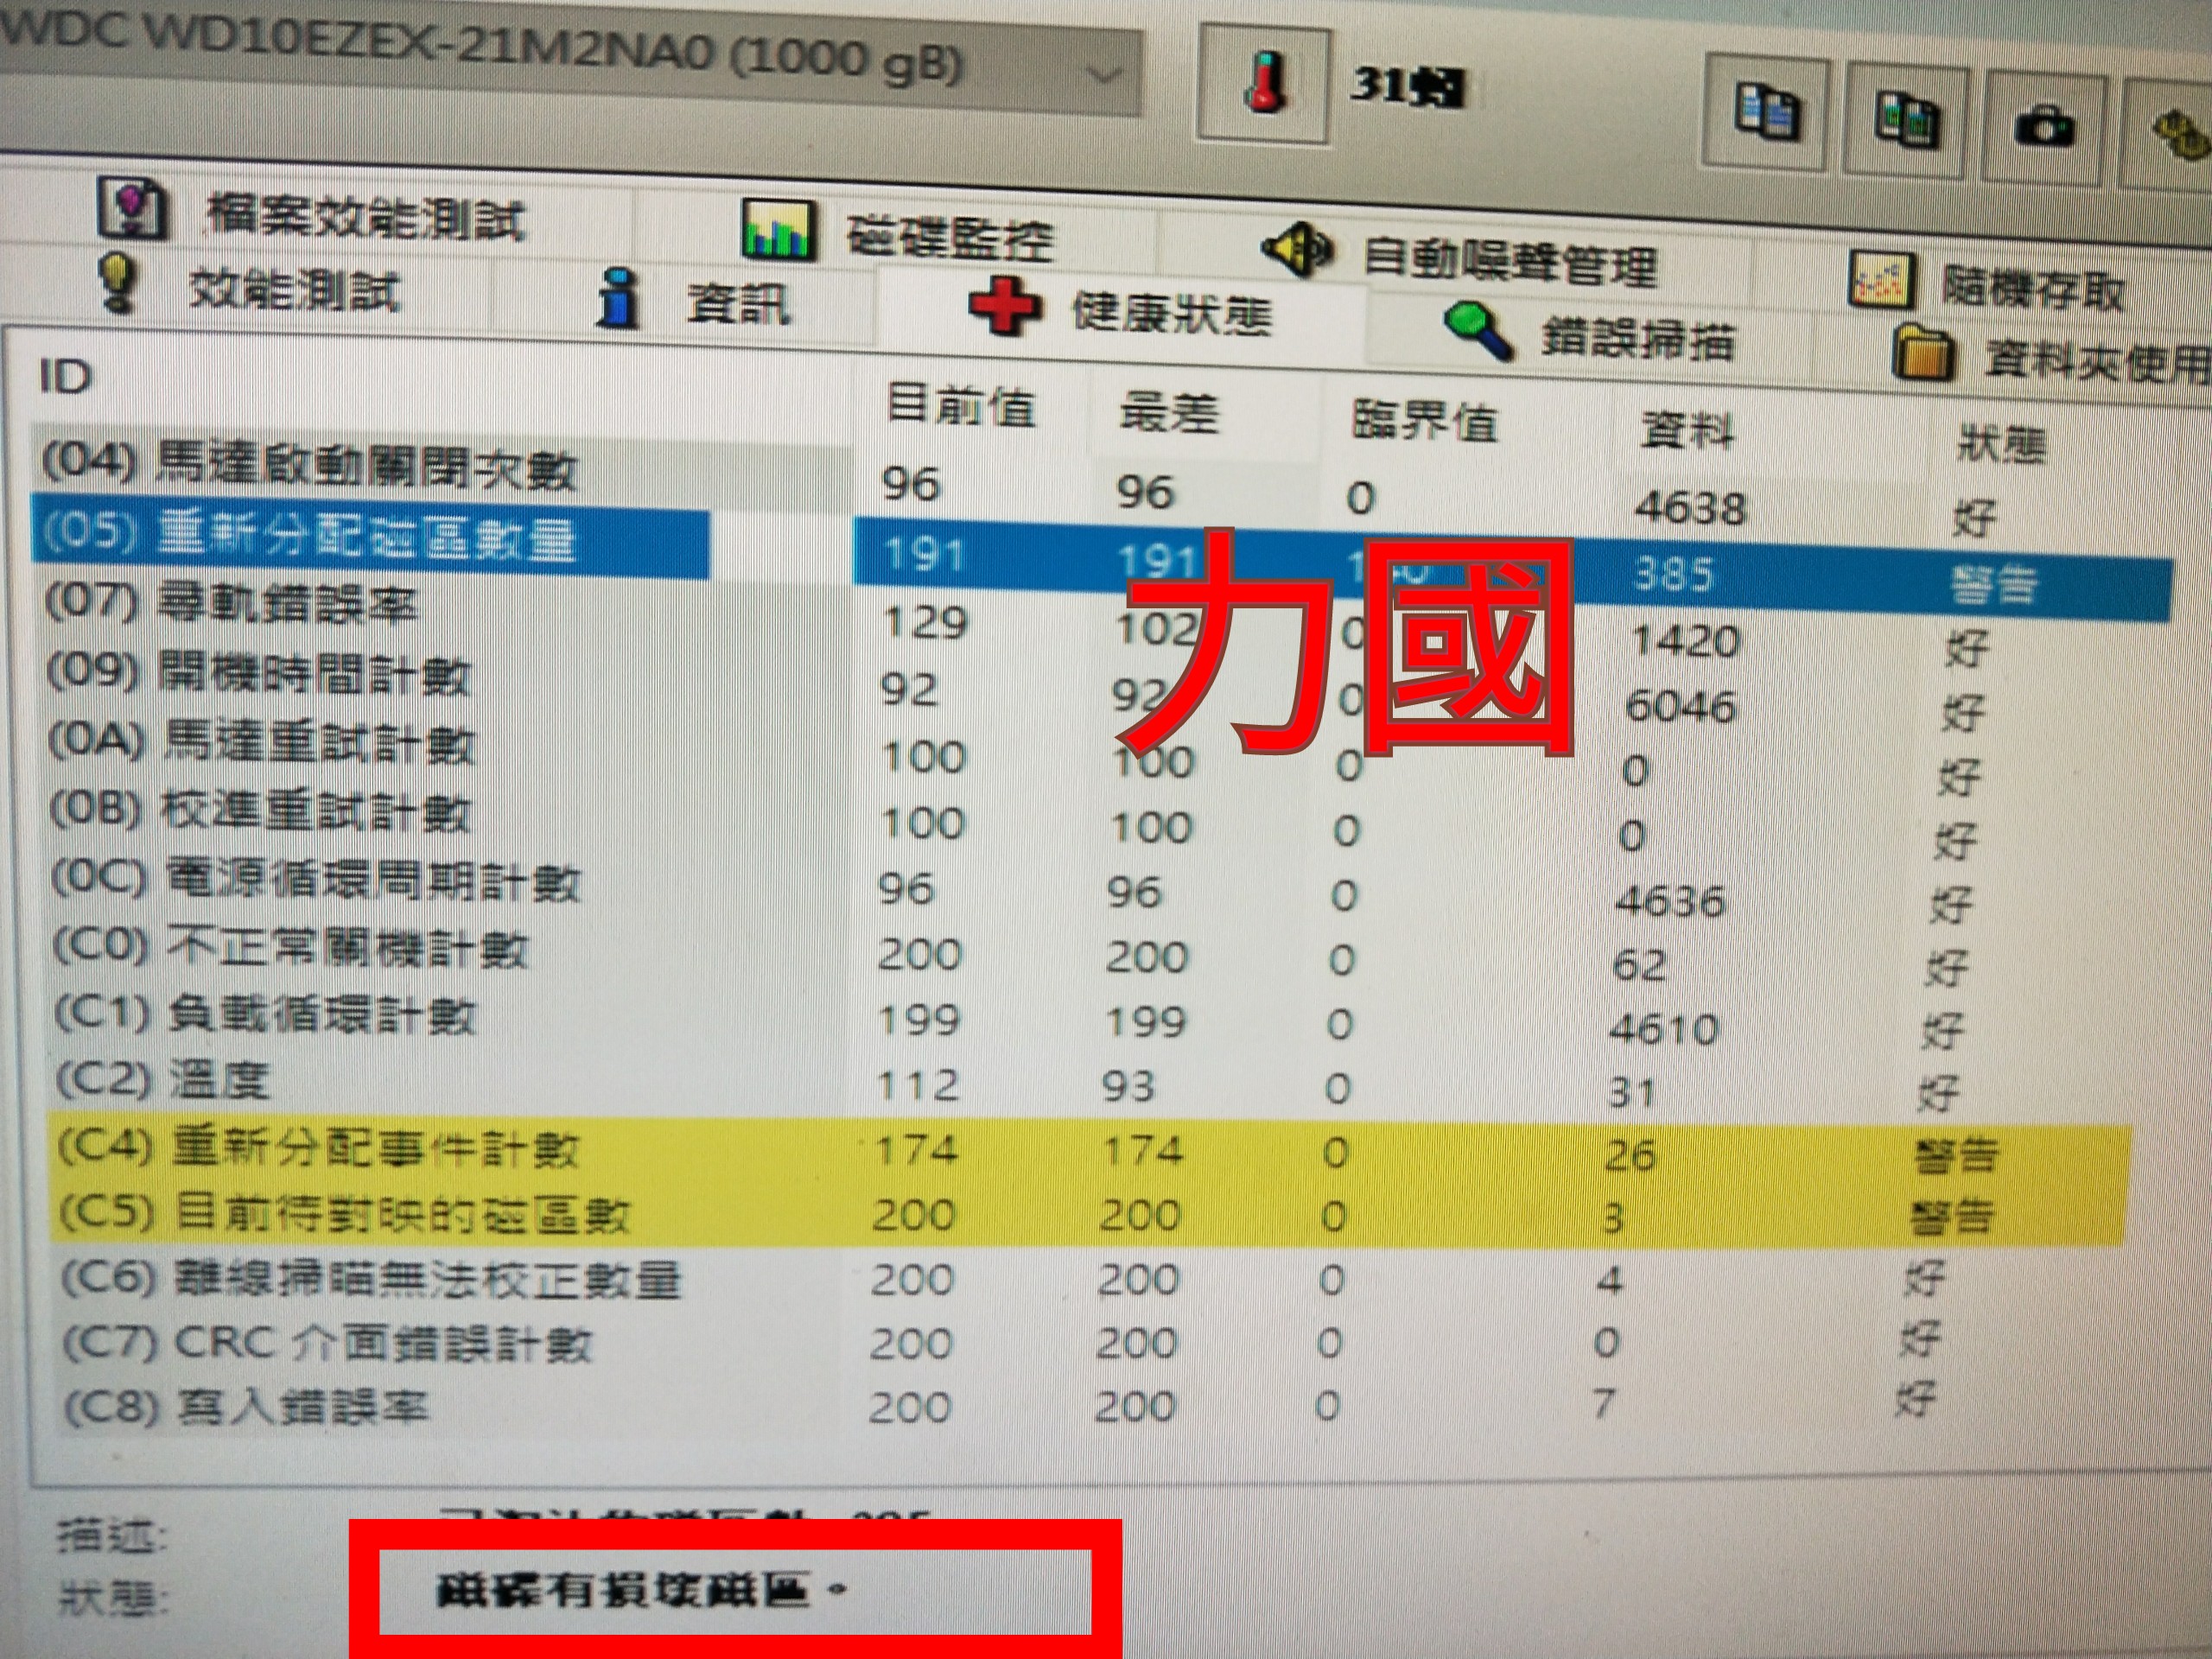 WDC WD10EZEX-21M2NA0 (1000 gB)
31
檔案效能測試 磁碟監控 自動噪聲管理 隨機存取
效能測試 資訊 健康狀態 錯誤掃描 資料夾使用
ID 目前值 最差 臨界值 資料 狀態
(04) 馬達啟動關閉次數 96 96 0 4638 好
(05) 重新分配磁區數量 191 191 385 警告
(07) 尋軌錯誤率 129 102 0 1420 好
(09) 開機時間計數 92 92 0 6046 好
(0A) 馬達重試計數 100 100 0 0 好
(0B) 校準重試計數 100 100 0 0 好
(0C) 電源循環周期計數 96 96 0 4636 好
(C0) 不正常關機計數 200 200 0 62 好
(C1) 負載循環計數 199 199 0 4610 好
(C2) 溫度 112 93 0 31 好
(C4) 重新分配事件計數 174 174 0 26 警告
(C5) 目前待對映的磁區數 200 200 0 3 警告
(C6) 離線掃瞄無法校正數量 200 200 0 4 好
(C7) CRC 介面錯誤計數 200 200 0 0 好
(C8) 寫入錯誤率 200 200 0 7 好
力國
描述:
狀態: 磁碟有損壞磁區。